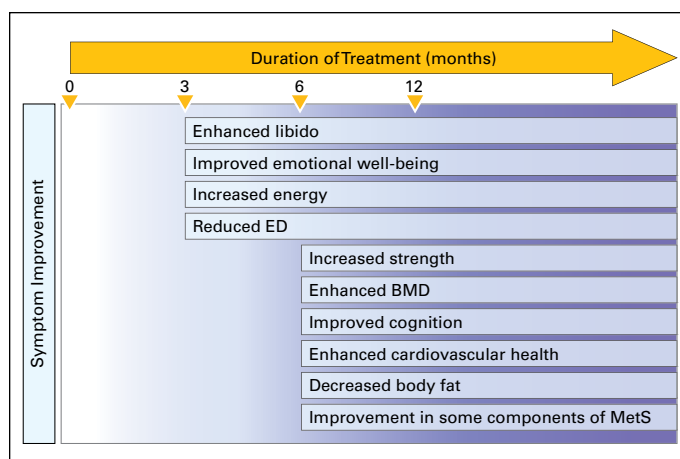 Duration of Treatment (months)
0 3 6 12
Symptom Improvement
Enhanced libido
Improved emotional well-being
Increased energy
Reduced ED
Increased strength
Enhanced BMD
Improved cognition
Enhanced cardiovascular health
Decreased body fat
Improvement in some components of MetS